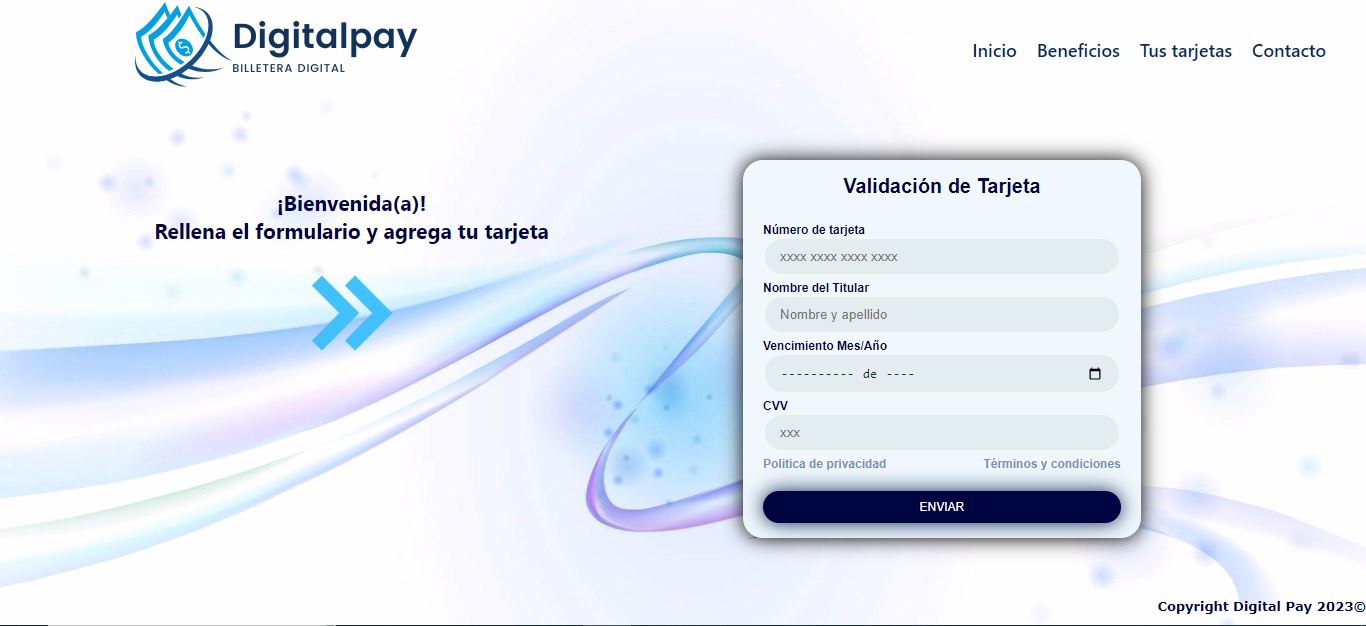 Digitalpay
BILLETERA DIGITAL
Inicio Beneficios Tus tarjetas Contacto
¡Bienvenida(a)!
Rellena el formulario y agrega tu tarjeta
Validación de Tarjeta
Número de tarjeta
xxxx xxxx xxxx xxxx
Nombre del Titular
Nombre y apellido
Vencimiento Mes/Año
---------- de ----
CVV
xxx
Politica de privacidad Términos y condiciones
ENVIAR
Copyright Digital Pay 2023©